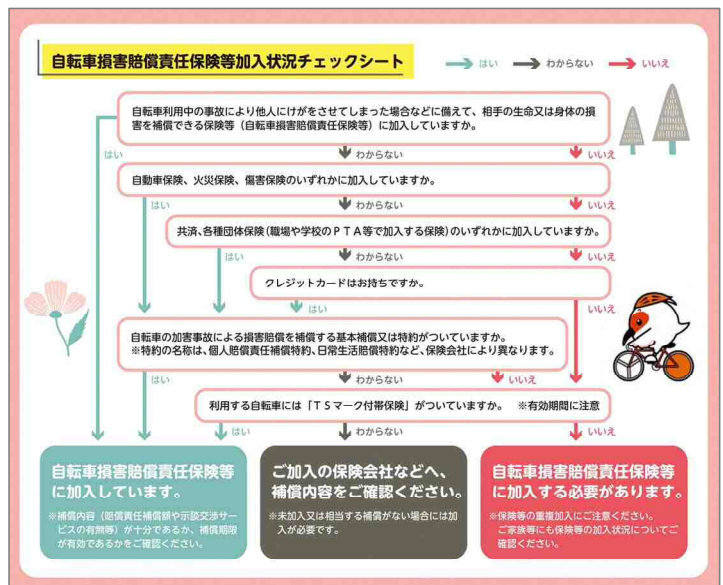 自転車損害賠償責任保険等加入状況チェックシート
はい わからない いいえ
自転車利用中の事故により他人にけがをさせてしまった場合などに備えて、相手の生命又は身体の損
害を補償できる保険等（自転車損害賠償責任保険等）に加入していますか。
はい わからない いいえ
自動車保険、火災保険、傷害保険のいずれかに加入していますか。
はい わからない いいえ
共済、各種団体保険（職場や学校のＰＴＡ等で加入する保険）のいずれかに加入していますか。
はい わからない いいえ
クレジットカードはお持ちですか。
はい いいえ
自転車の加害事故による損害賠償を補償する基本補償又は特約がついていますか。
※特約の名称は、個人賠償責任補償特約、日常生活賠償特約など、保険会社により異なります。
はい わからない いいえ
利用する自転車には「ＴＳマーク付帯保険」がついていますか。 ※有効期間に注意
はい わからない いいえ
自転車損害賠償責任保険等
に加入しています。
※補償内容（賠償責任補償額や示談交渉サー
ビスの有無等）が十分であるか、補償期限
が有効であるかをご確認ください。
ご加入の保険会社などへ、
補償内容をご確認ください。
※未加入又は相当する補償がない場合には加
入が必要です。
自転車損害賠償責任保険等
に加入する必要があります。
※保険等の重複加入にご注意ください。
ご家族等にも保険等の加入状況についてご
確認ください。